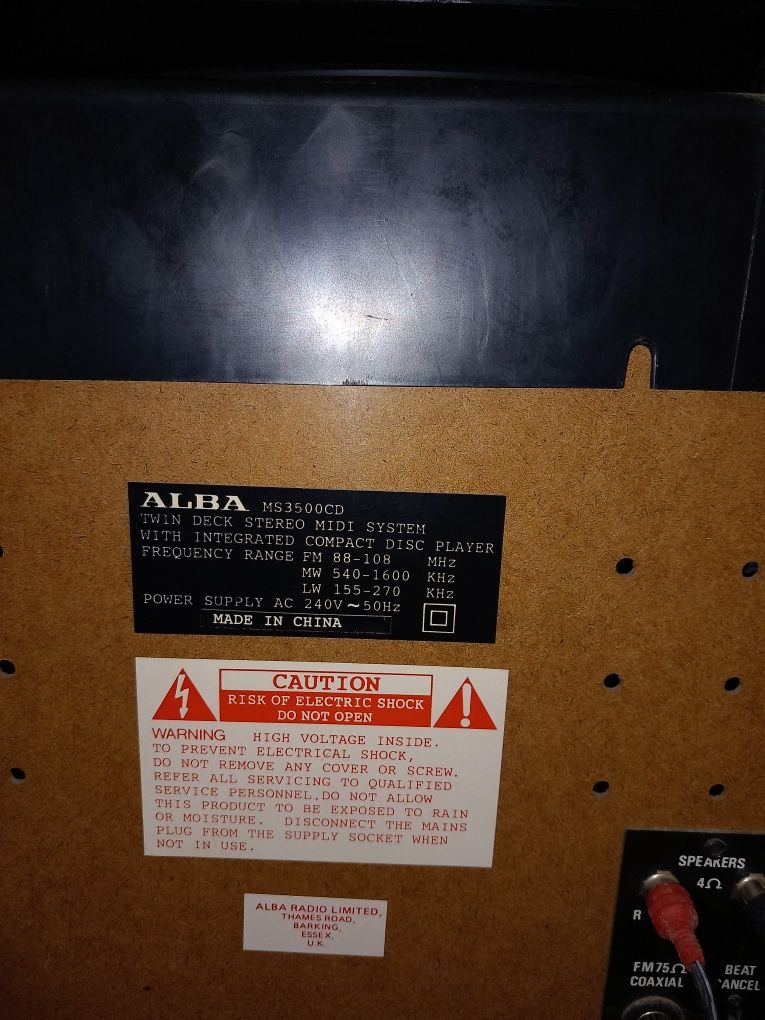 ALBA MS3500CD
TWIN DECK STEREO MIDI SYSTEM
WITH INTEGRATED COMPACT DISC PLAYER
FREQUENCY RANGE FM 88-108 MHz
MW 540-1600 KHz
LW 155-270 KHz
POWER SUPPLY AC 240V ~ 50Hz
MADE IN CHINA
CAUTION
RISK OF ELECTRIC SHOCK
DO NOT OPEN
WARNING HIGH VOLTAGE INSIDE.
TO PREVENT ELECTRICAL SHOCK,
DO NOT REMOVE ANY COVER OR SCREW.
REFER ALL SERVICING TO QUALIFIED
SERVICE PERSONNEL.DO NOT ALLOW
THIS PRODUCT TO BE EXPOSED TO RAIN
OR MOISTURE. DISCONNECT THE MAINS
PLUG FROM THE SUPPLY SOCKET WHEN
NOT IN USE.
ALBA RADIO LIMITED,
THAMES ROAD,
BARKING,
ESSEX,
U.K.
SPEAKERS
4Ω
R
FM75Ω BEAT
COAXIAL CANCEL